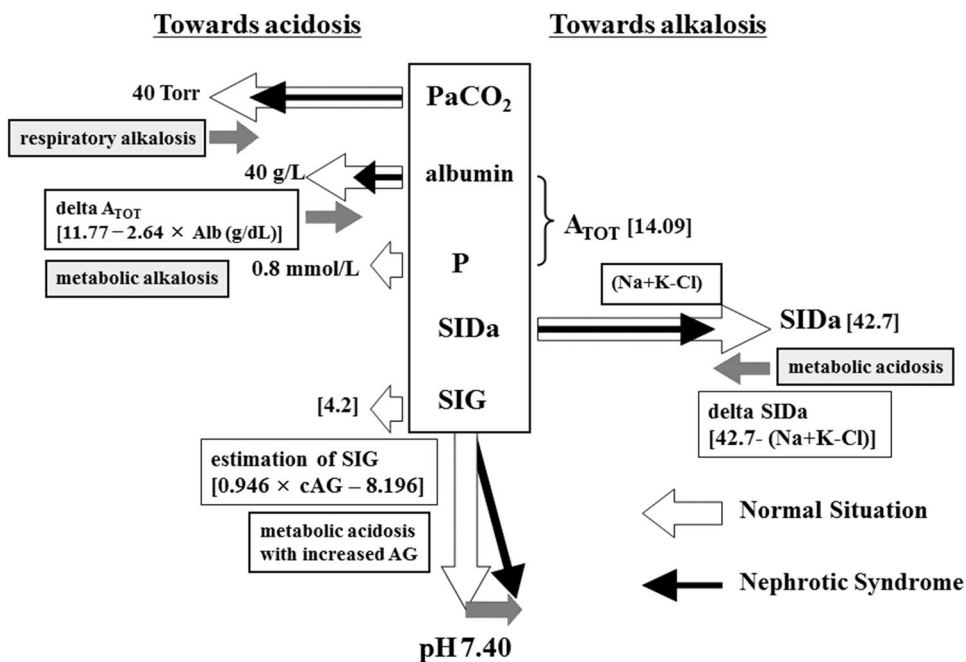 Towards acidosis
Towards alkalosis
40 Torr
PaCO₂
respiratory alkalosis
40 g/L
albumin
delta A_TOT
[11.77 − 2.64 × Alb (g/dL)]
A_TOT [14.09]
metabolic alkalosis
0.8 mmol/L
P
(Na+K-Cl)
SIDa
SIDa [42.7]
metabolic acidosis
[4.2]
SIG
delta SIDa
[42.7- (Na+K-Cl)]
estimation of SIG
[0.946 × cAG – 8.196]
metabolic acidosis
with increased AG
Normal Situation
Nephrotic Syndrome
pH 7.40